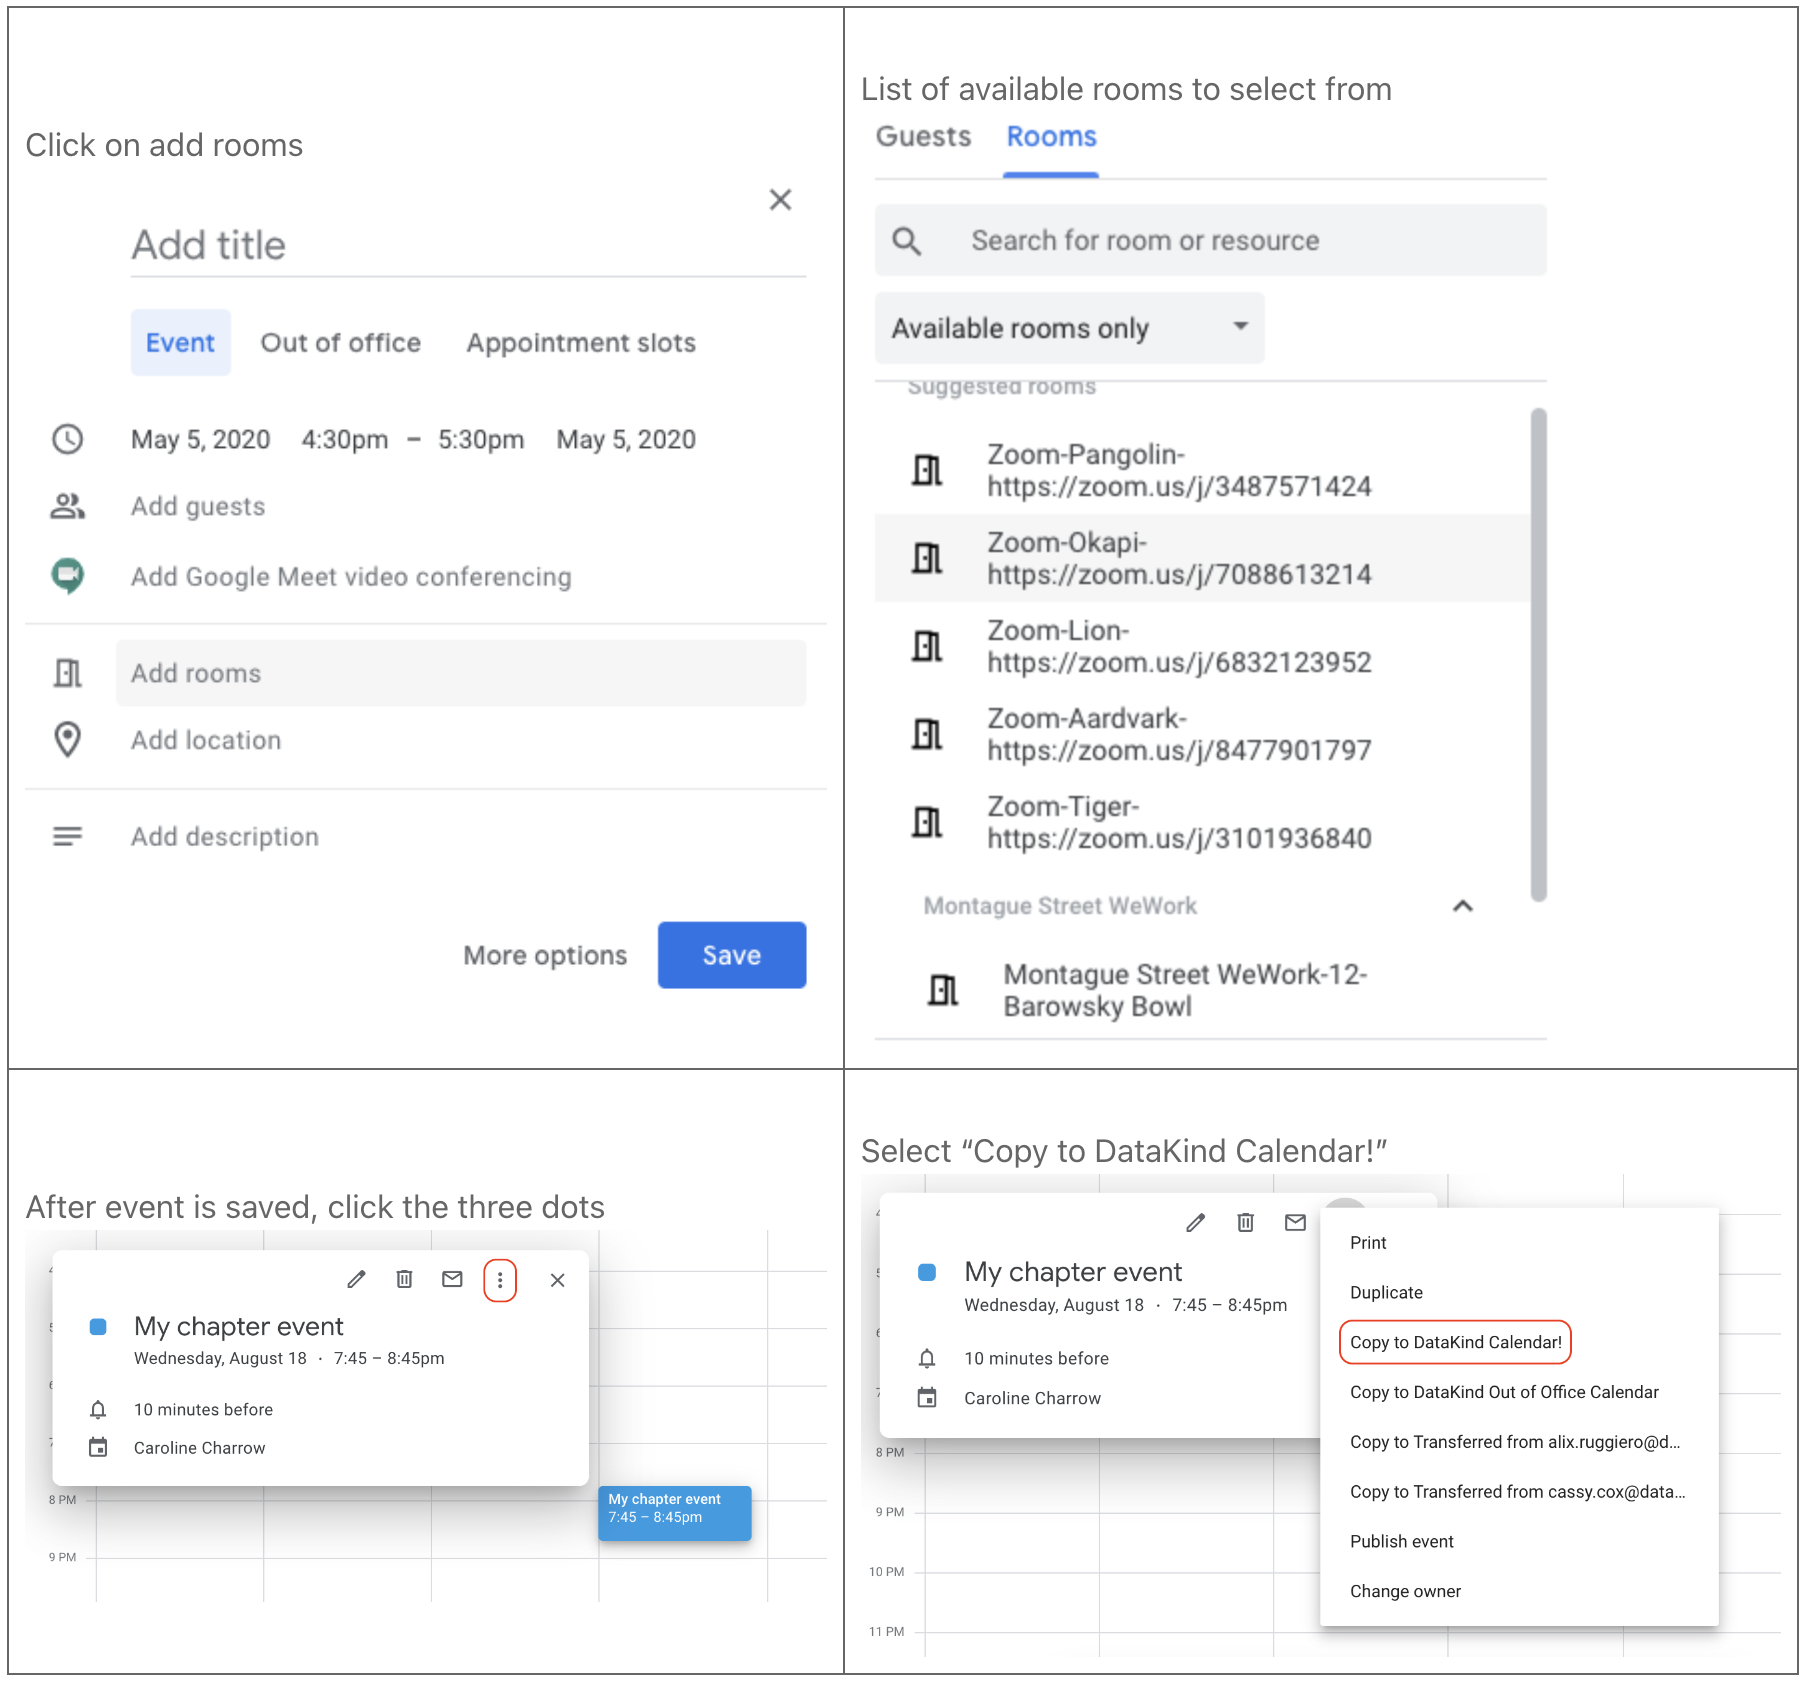 Click on add rooms
Add title
Event Out of office Appointment slots
May 5, 2020 4:30pm – 5:30pm May 5, 2020
Add guests
Add Google Meet video conferencing
Add rooms
Add location
Add description
More options Save
List of available rooms to select from
Guests Rooms
Search for room or resource
Available rooms only
Suggested rooms
Zoom-Pangolin-
https://zoom.us/j/3487571424
Zoom-Okapi-
https://zoom.us/j/7088613214
Zoom-Lion-
https://zoom.us/j/6832123952
Zoom-Aardvark-
https://zoom.us/j/8477901797
Zoom-Tiger-
https://zoom.us/j/3101936840
Montague Street WeWork
Montague Street WeWork-12-
Barowsky Bowl
After event is saved, click the three dots
My chapter event
Wednesday, August 18 · 7:45 – 8:45pm
10 minutes before
Caroline Charrow
8 PM
My chapter event
7:45 – 8:45pm
9 PM
Select “Copy to DataKind Calendar!”
My chapter event
Wednesday, August 18 · 7:45 – 8:45pm
10 minutes before
Caroline Charrow
8 PM
9 PM
10 PM
11 PM
Print
Duplicate
Copy to DataKind Calendar!
Copy to DataKind Out of Office Calendar
Copy to Transferred from alix.ruggiero@d...
Copy to Transferred from cassy.cox@data...
Publish event
Change owner